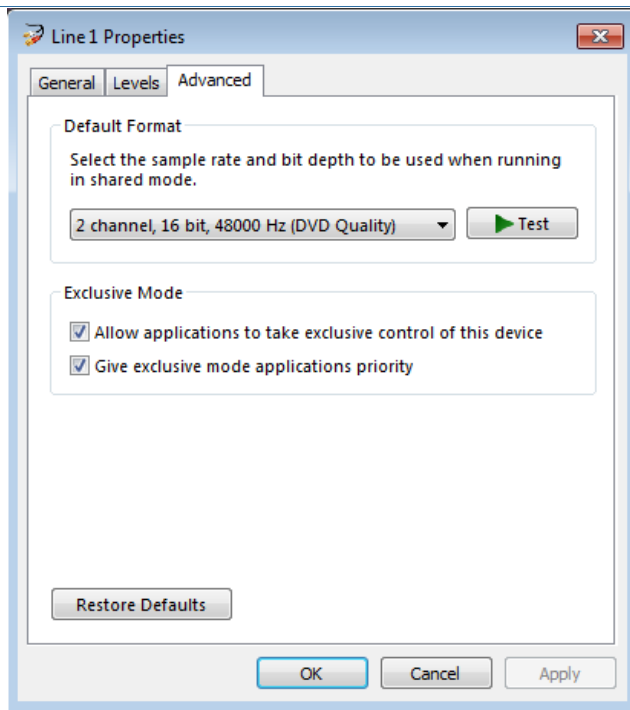 Line 1 Properties
General
Levels
Advanced
Default Format
Select the sample rate and bit depth to be used when running
in shared mode.
2 channel, 16 bit, 48000 Hz (DVD Quality)
Test
Exclusive Mode
Allow applications to take exclusive control of this device
Give exclusive mode applications priority
Restore Defaults
OK
Cancel
Apply